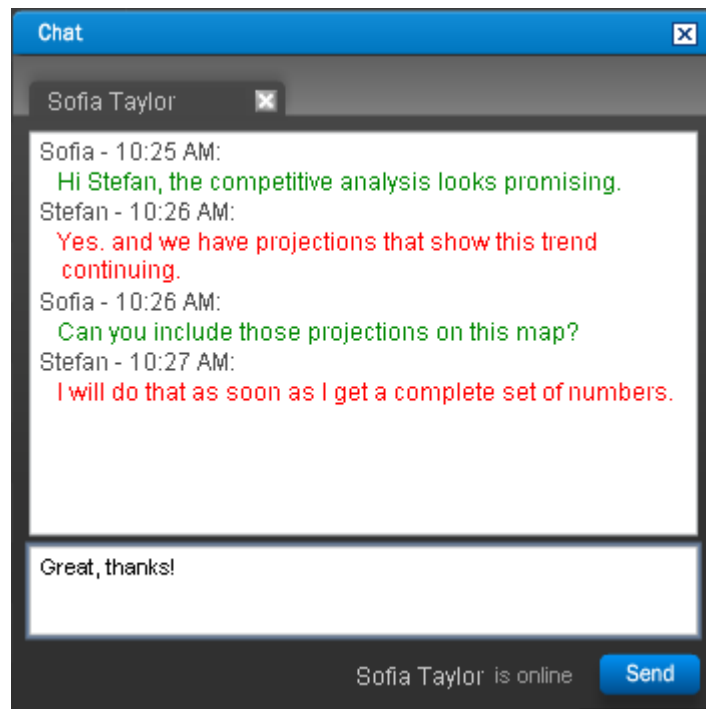 Chat
Sofia Taylor
Sofia - 10:25 AM:
Hi Stefan, the competitive analysis looks promising.
Stefan - 10:26 AM:
Yes. and we have projections that show this trend
continuing.
Sofia - 10:26 AM:
Can you include those projections on this map?
Stefan - 10:27 AM:
I will do that as soon as I get a complete set of numbers.
Great, thanks!
Sofia Taylor is online
Send